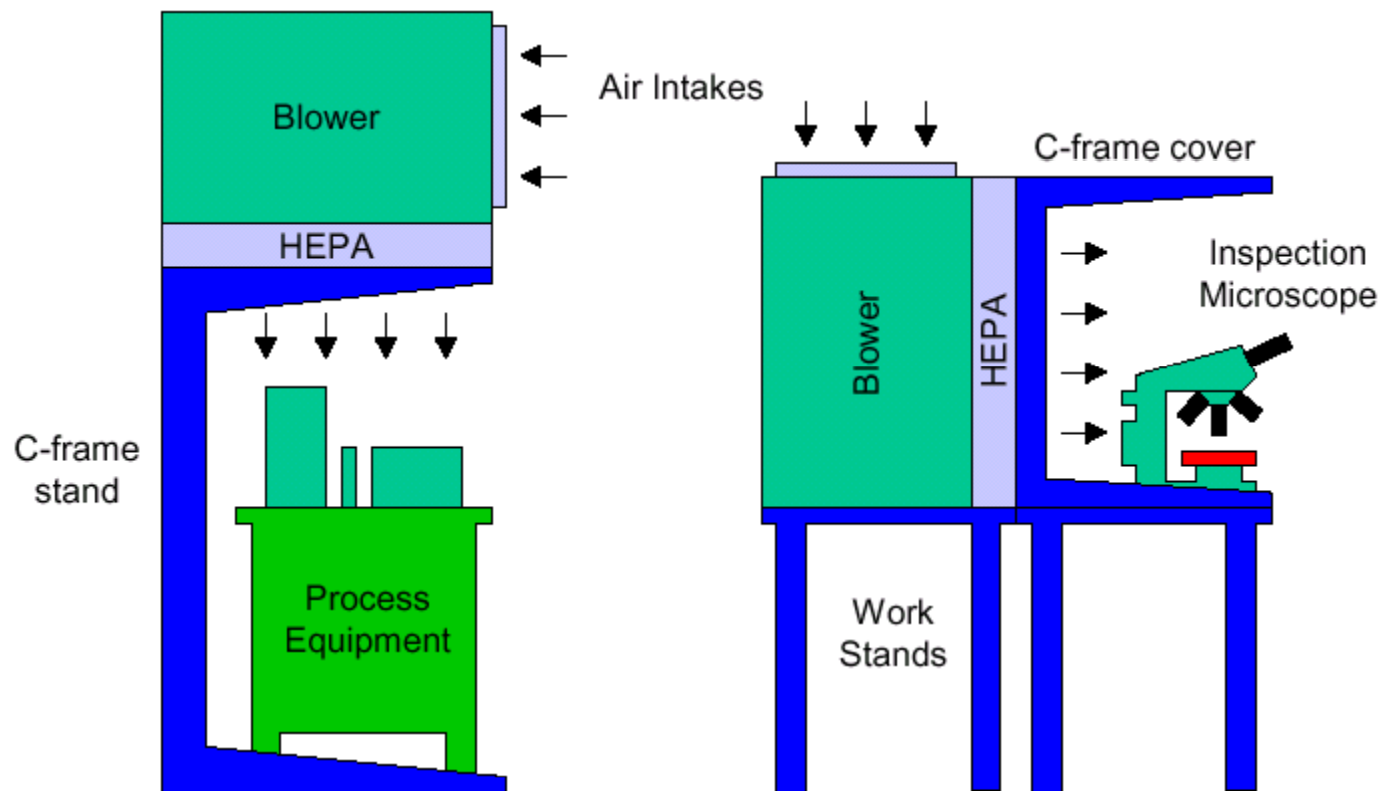 Blower
Air Intakes
HEPA
C-frame
stand
Process
Equipment
C-frame cover
Inspection
Microscope
Blower
HEPA
Work
Stands